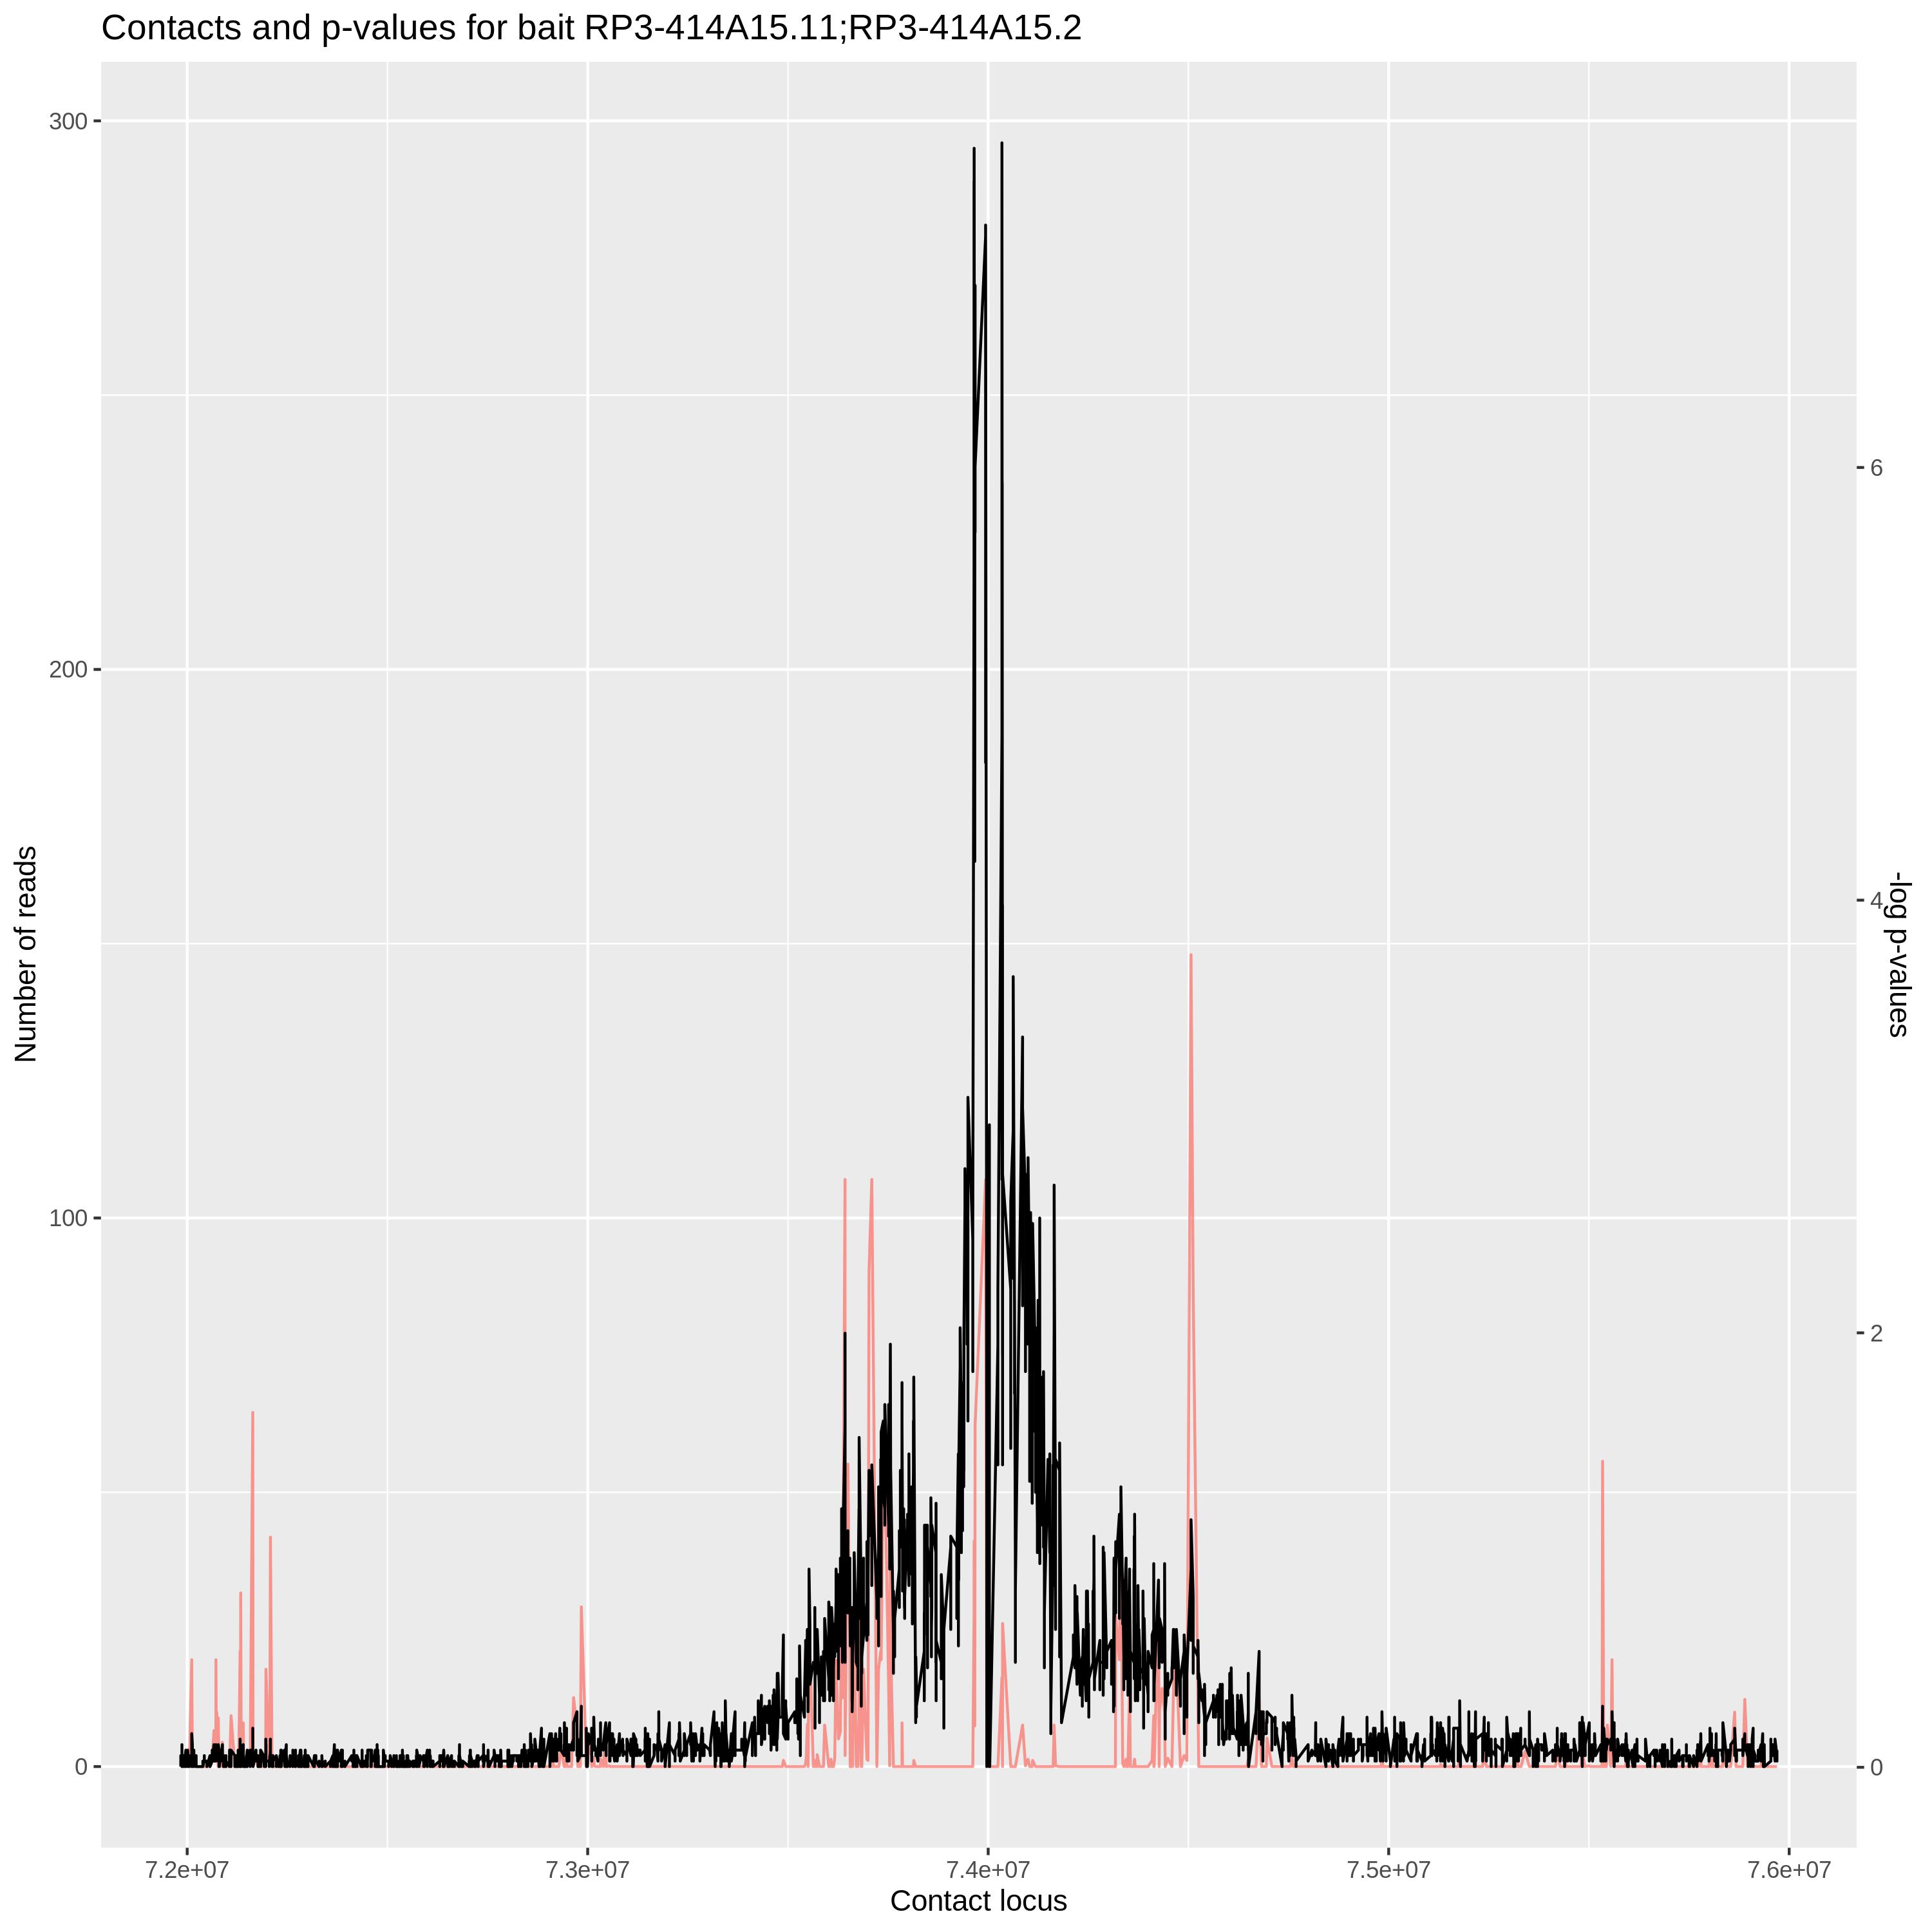 Contacts and p-values for bait RP3-414A15.11;RP3-414A15.2
300
200
100
0
Number of reads
6
4
2
0
-log p-values
7.2e+07 7.3e+07 7.4e+07 7.5e+07 7.6e+07
Contact locus